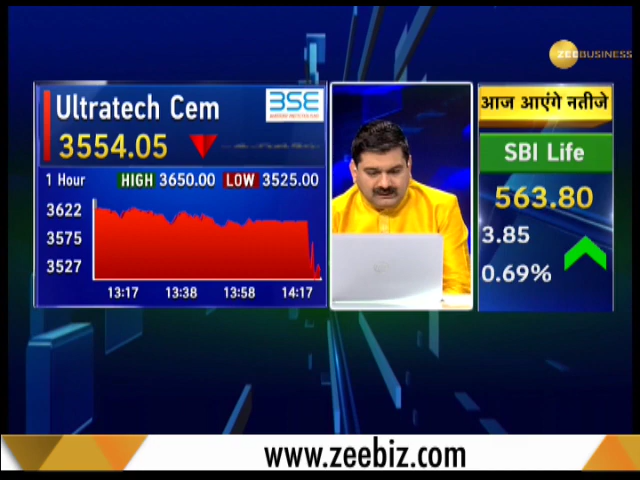 ZEEBUSINESS
Ultratech Cem
BSE
3554.05
1 Hour HIGH 3650.00 LOW 3525.00
3622
3575
3527
13:17 13:38 13:58 14:17
आज आएंगे नतीजे
SBI Life
563.80
3.85
0.69%
www.zeebiz.com